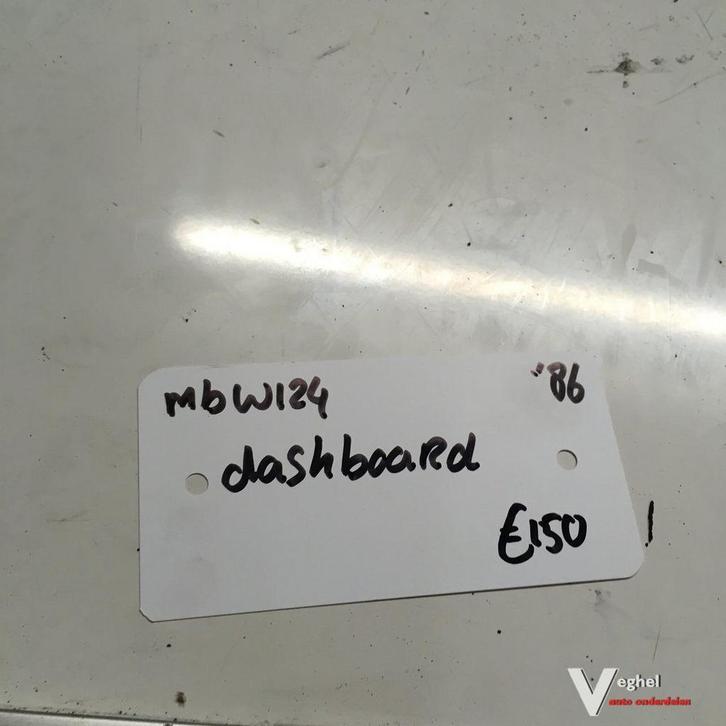 mbW124 "86
dashboard
€150
Veghel
auto onderdelen